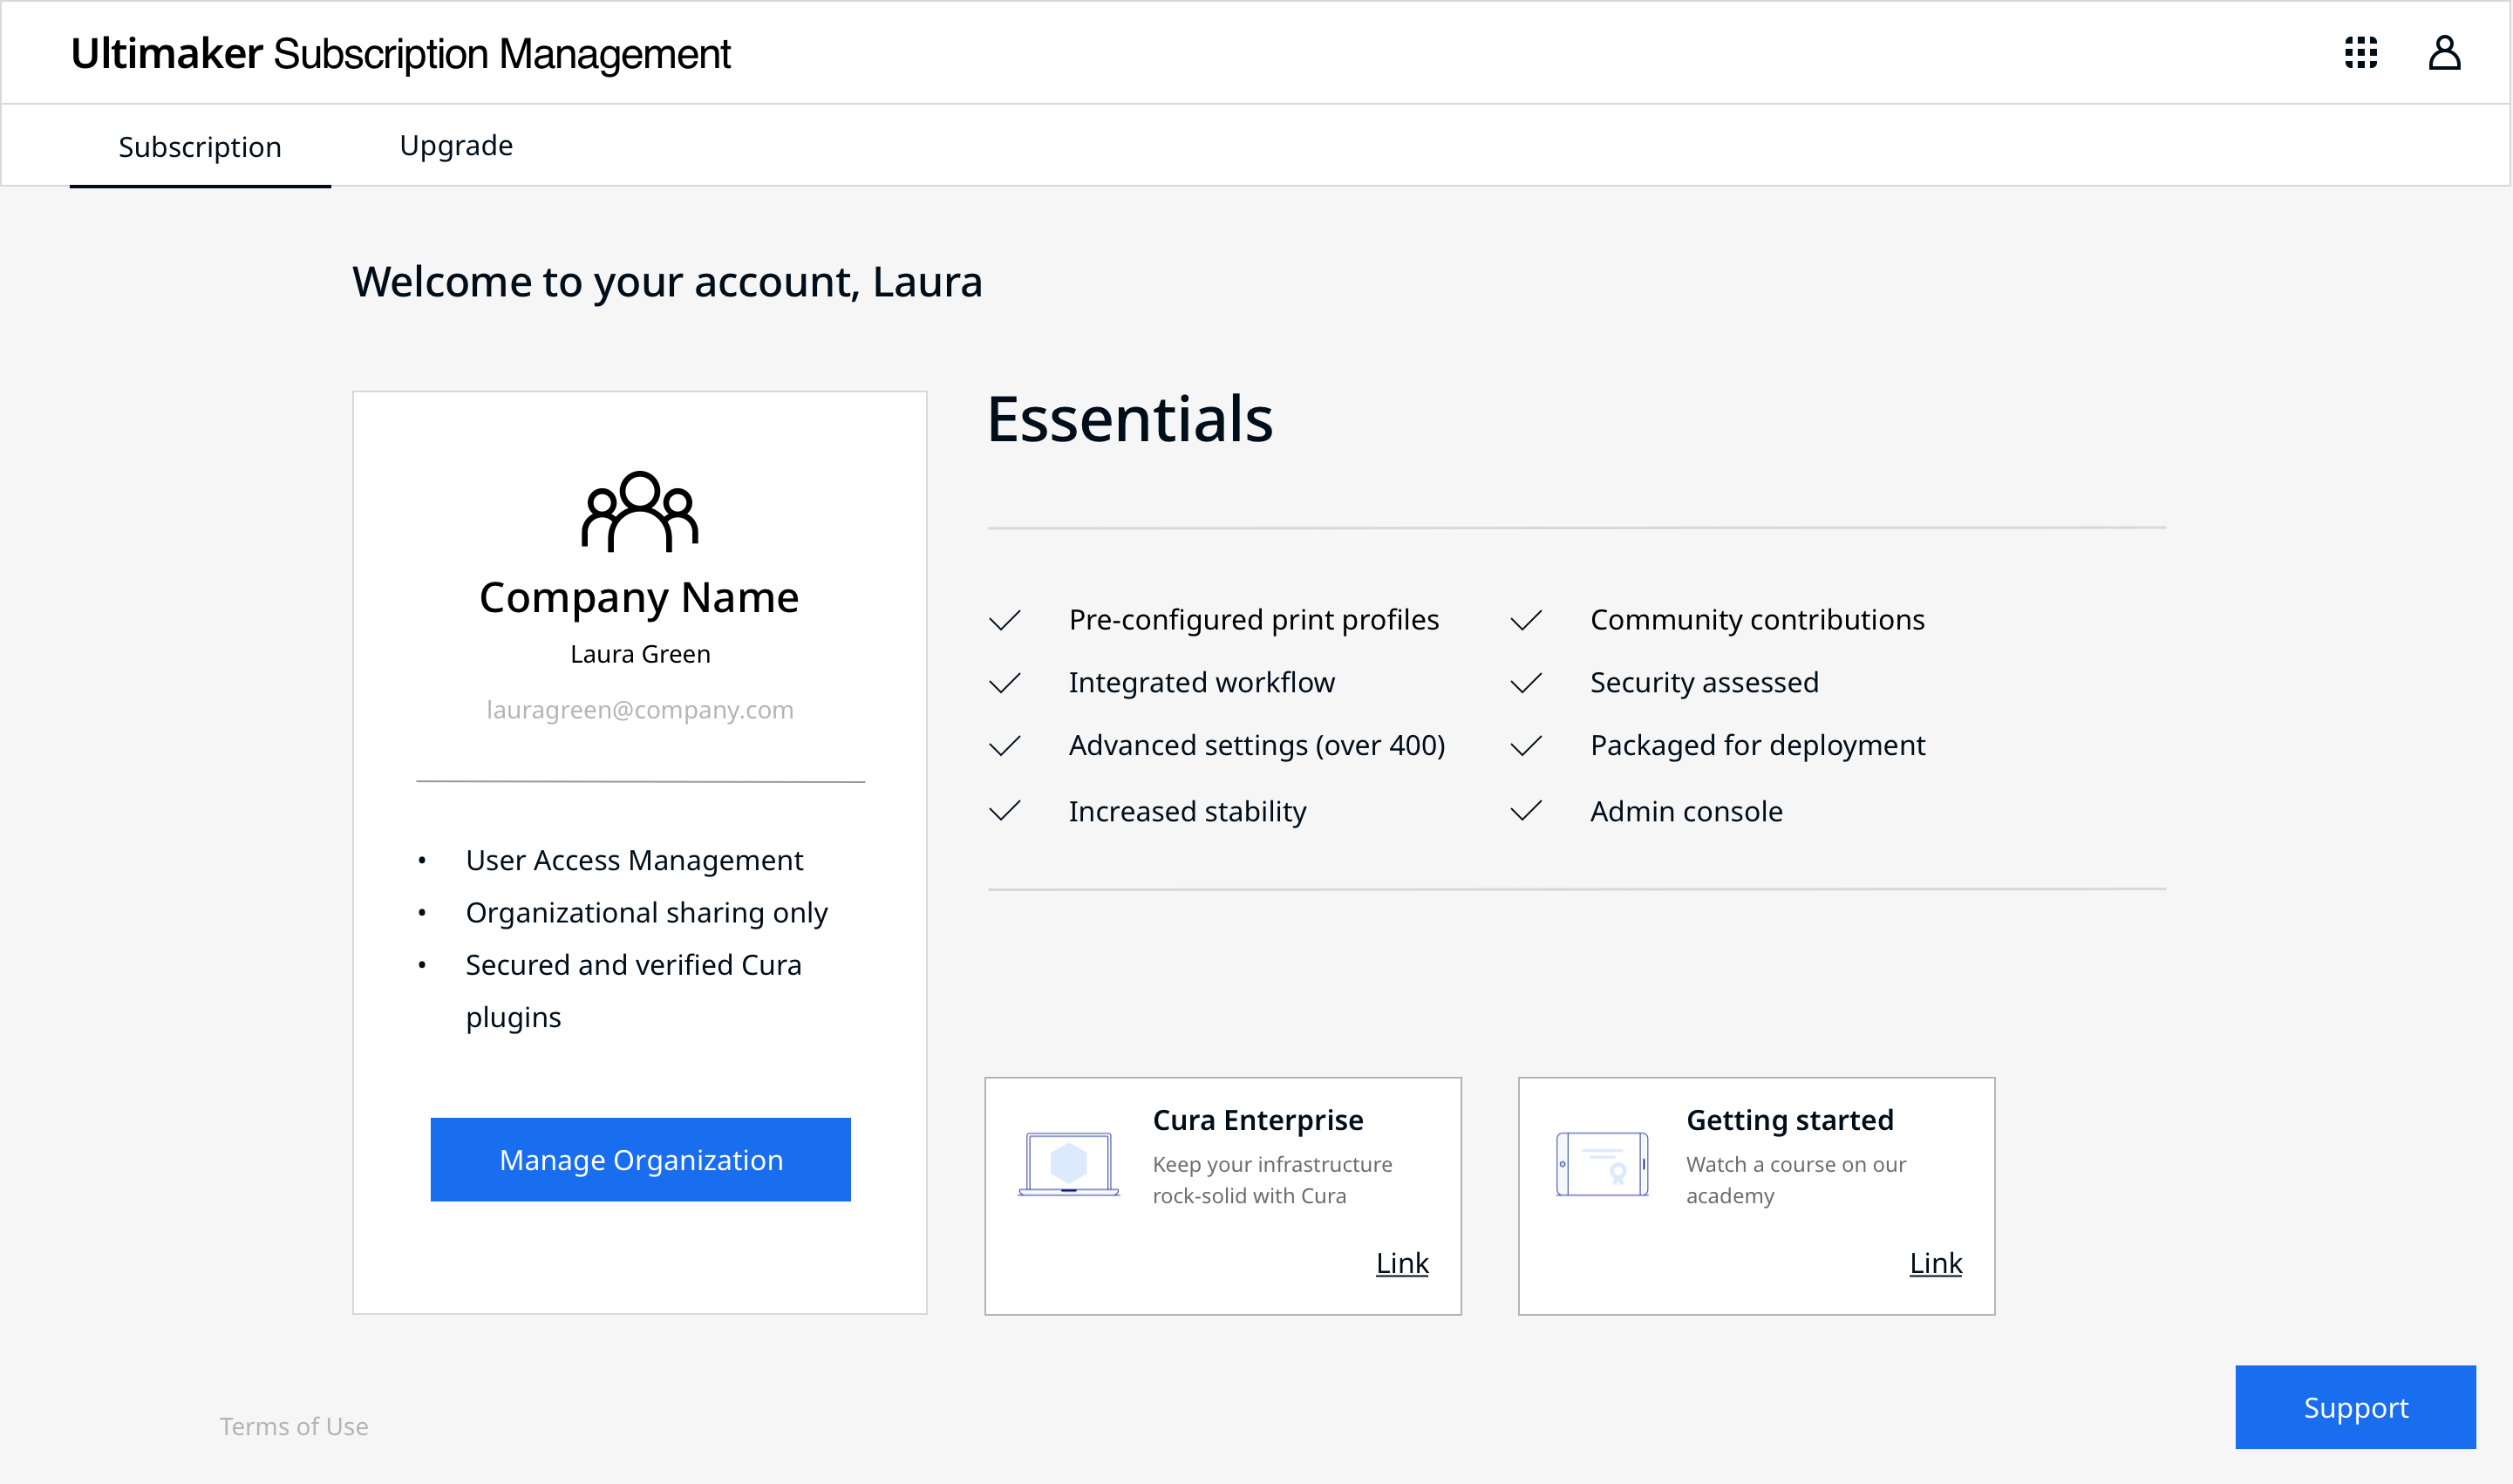 Ultimaker Subscription Management
Subscription
Upgrade
Welcome to your account, Laura
Company Name
Laura Green
lauragreen@company.com
• User Access Management
• Organizational sharing only
• Secured and verified Cura
plugins
Manage Organization
Essentials
Pre-configured print profiles
Integrated workflow
Advanced settings (over 400)
Increased stability
Community contributions
Security assessed
Packaged for deployment
Admin console
Cura Enterprise
Keep your infrastructure
rock-solid with Cura
Link
Getting started
Watch a course on our
academy
Link
Terms of Use
Support